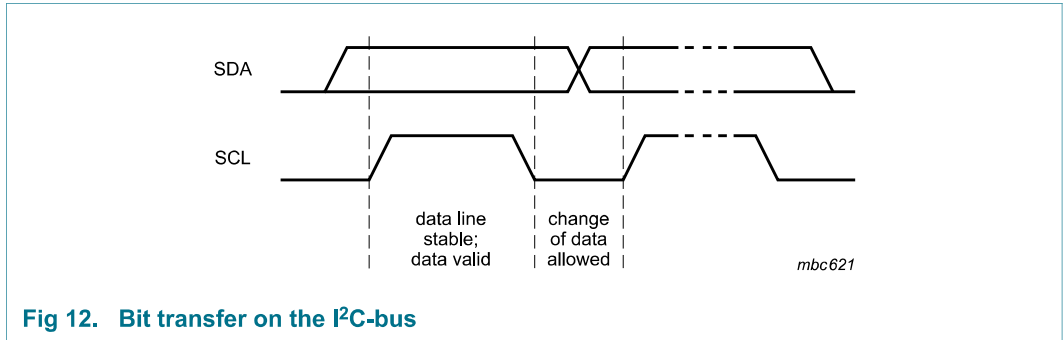 SDA
SCL
data line
stable;
data valid
change
of data
allowed
mbc621
Fig 12. Bit transfer on the I²C-bus